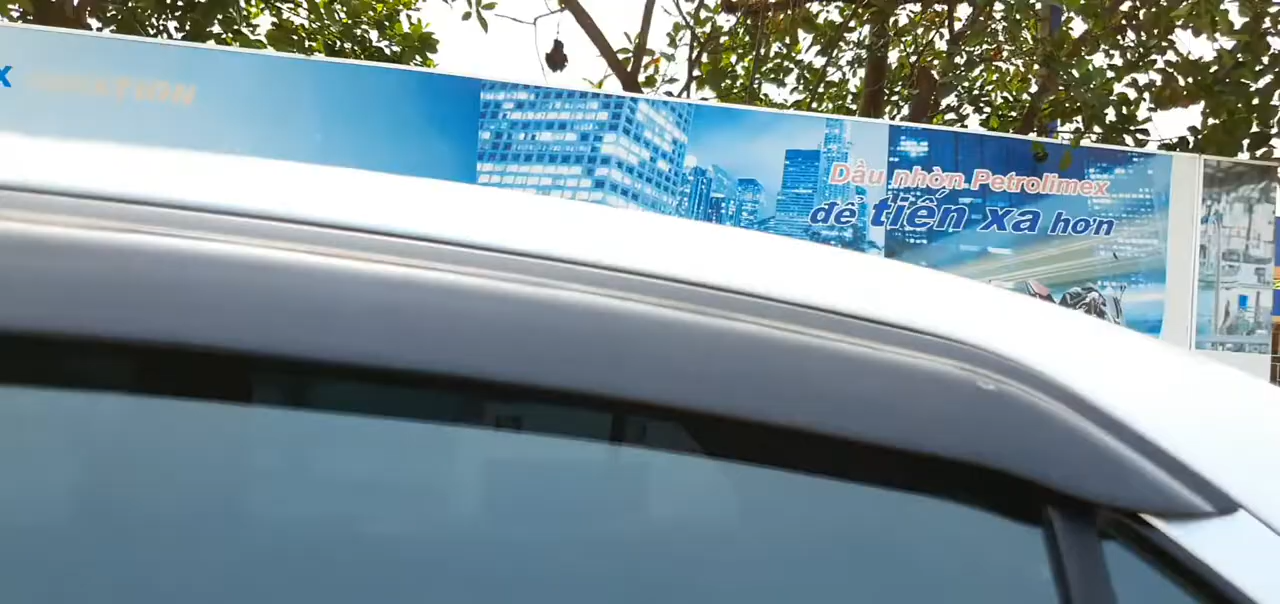 Dầu nhờn Petrolimex
để tiến xa hơn